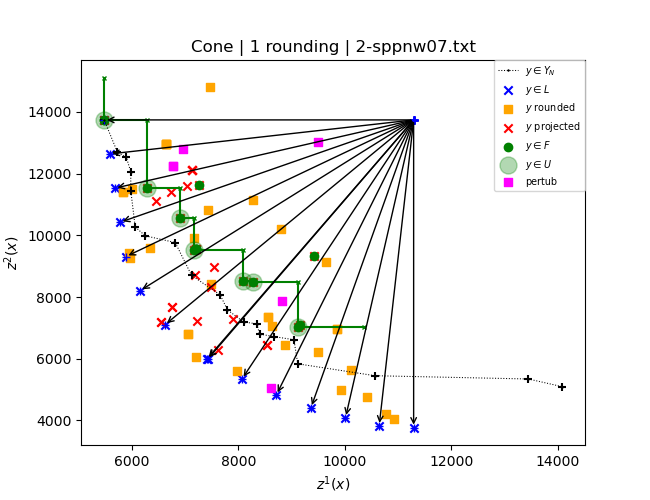 Cone | 1 rounding | 2-sppnw07.txt
y ∈ Y_N
y ∈ L
y rounded
y projected
y ∈ F
y ∈ U
pertub
z²(x)
14000
12000
10000
8000
6000
4000
6000 8000 10000 12000 14000
z¹(x)